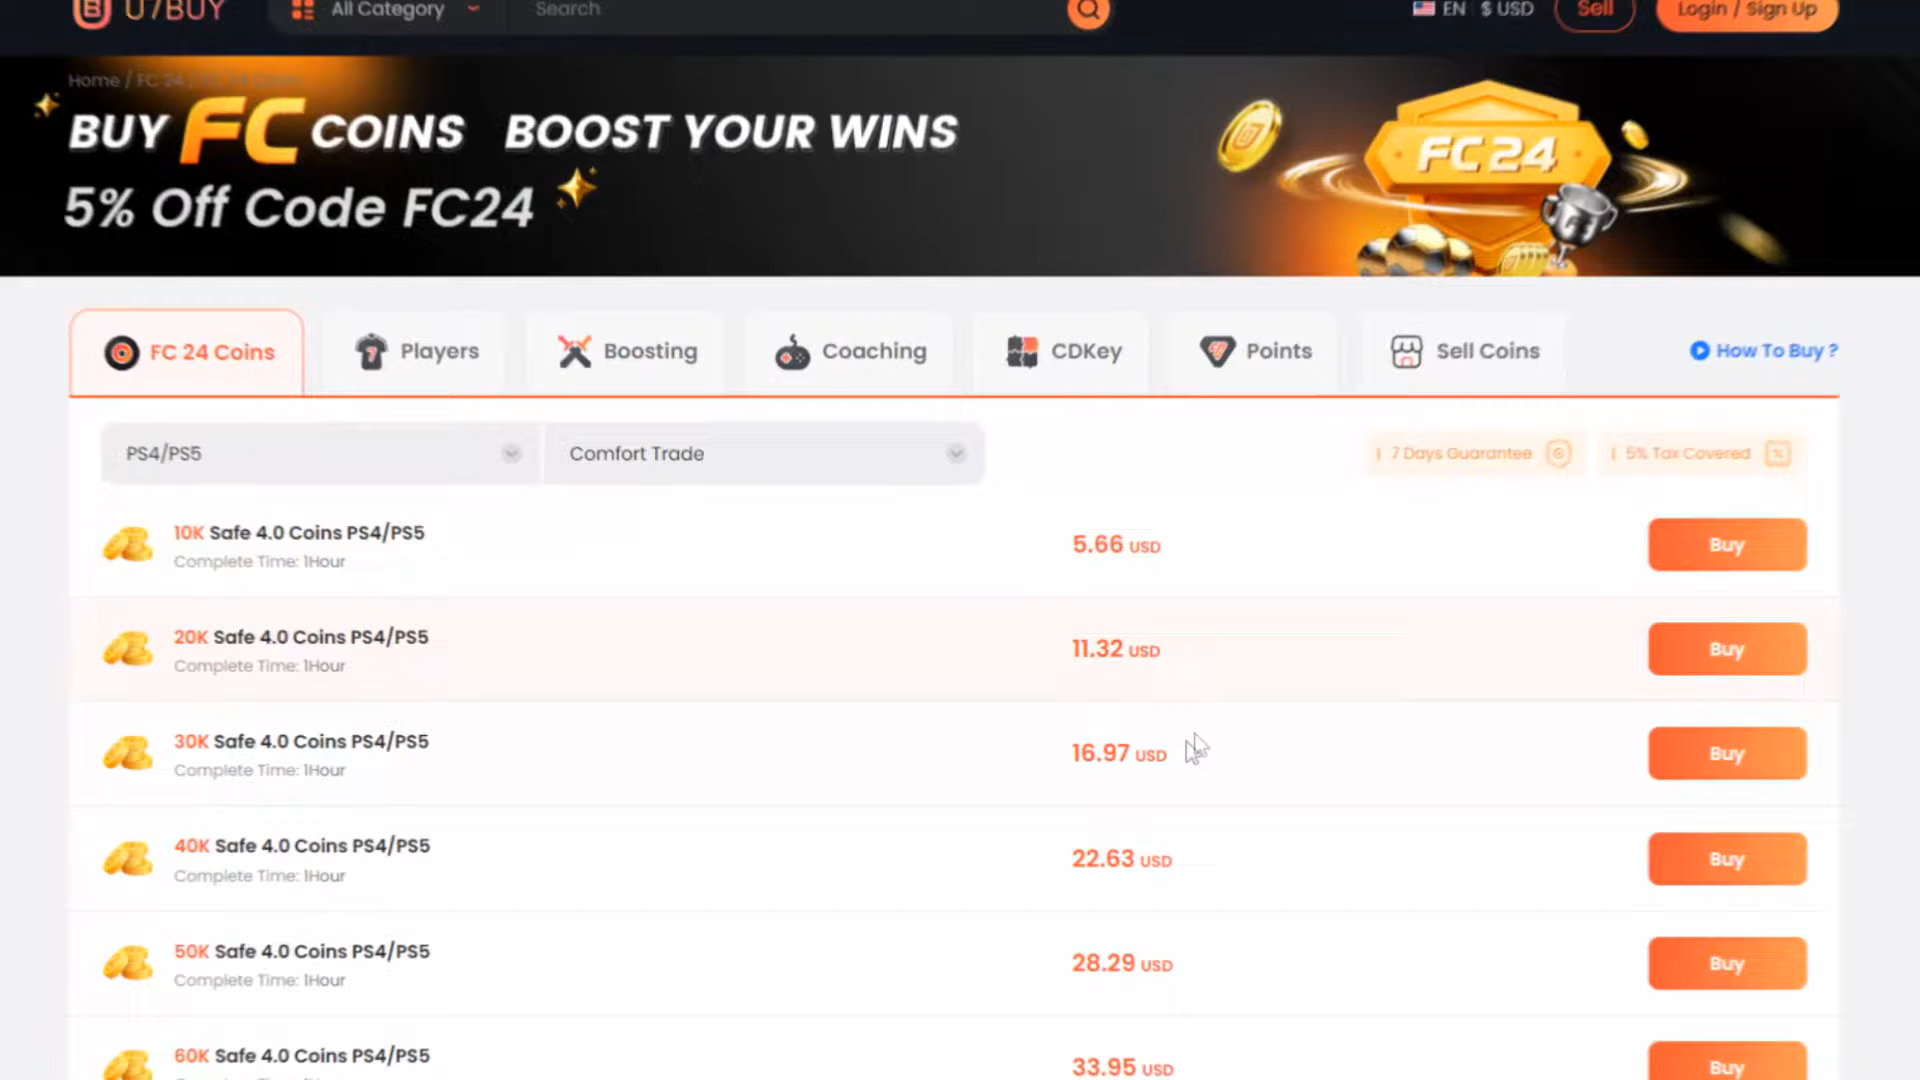 U7BUY
All Category
Search
EN $ USD
Sell
Login / Sign Up
Home / FC 24
BUY FC COINS BOOST YOUR WINS
5% Off Code FC24
FC 24
FC 24 Coins
Players
Boosting
Coaching
CDKey
Points
Sell Coins
How To Buy ?
PS4/PS5
Comfort Trade
7 Days Guarantee
5% Tax Covered
10K Safe 4.0 Coins PS4/PS5
Complete Time: 1Hour
5.66 USD
Buy
20K Safe 4.0 Coins PS4/PS5
Complete Time: 1Hour
11.32 USD
Buy
30K Safe 4.0 Coins PS4/PS5
Complete Time: 1Hour
16.97 USD
Buy
40K Safe 4.0 Coins PS4/PS5
Complete Time: 1Hour
22.63 USD
Buy
50K Safe 4.0 Coins PS4/PS5
Complete Time: 1Hour
28.29 USD
Buy
60K Safe 4.0 Coins PS4/PS5
33.95 USD
Buy